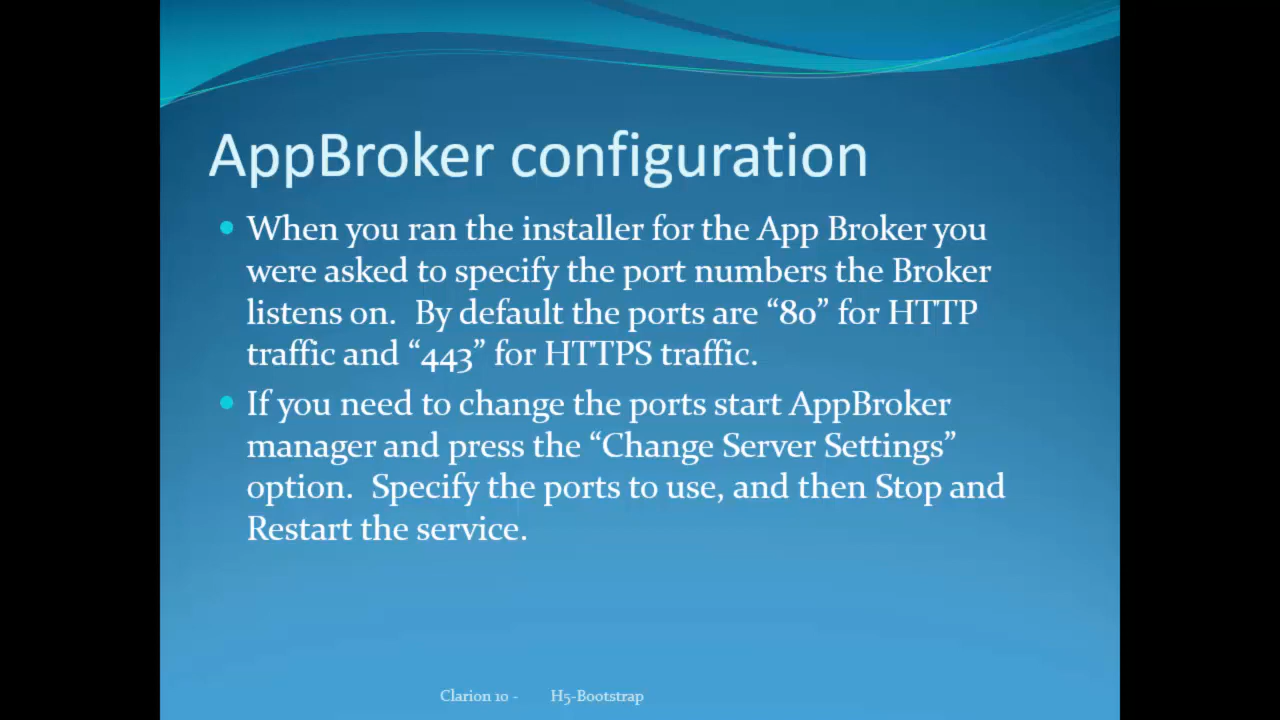 AppBroker configuration
When you ran the installer for the App Broker you
were asked to specify the port numbers the Broker
listens on.  By default the ports are “80” for HTTP
traffic and “443” for HTTPS traffic.
If you need to change the ports start AppBroker
manager and press the “Change Server Settings”
option.  Specify the ports to use, and then Stop and
Restart the service.
Clarion 10 - H5-Bootstrap